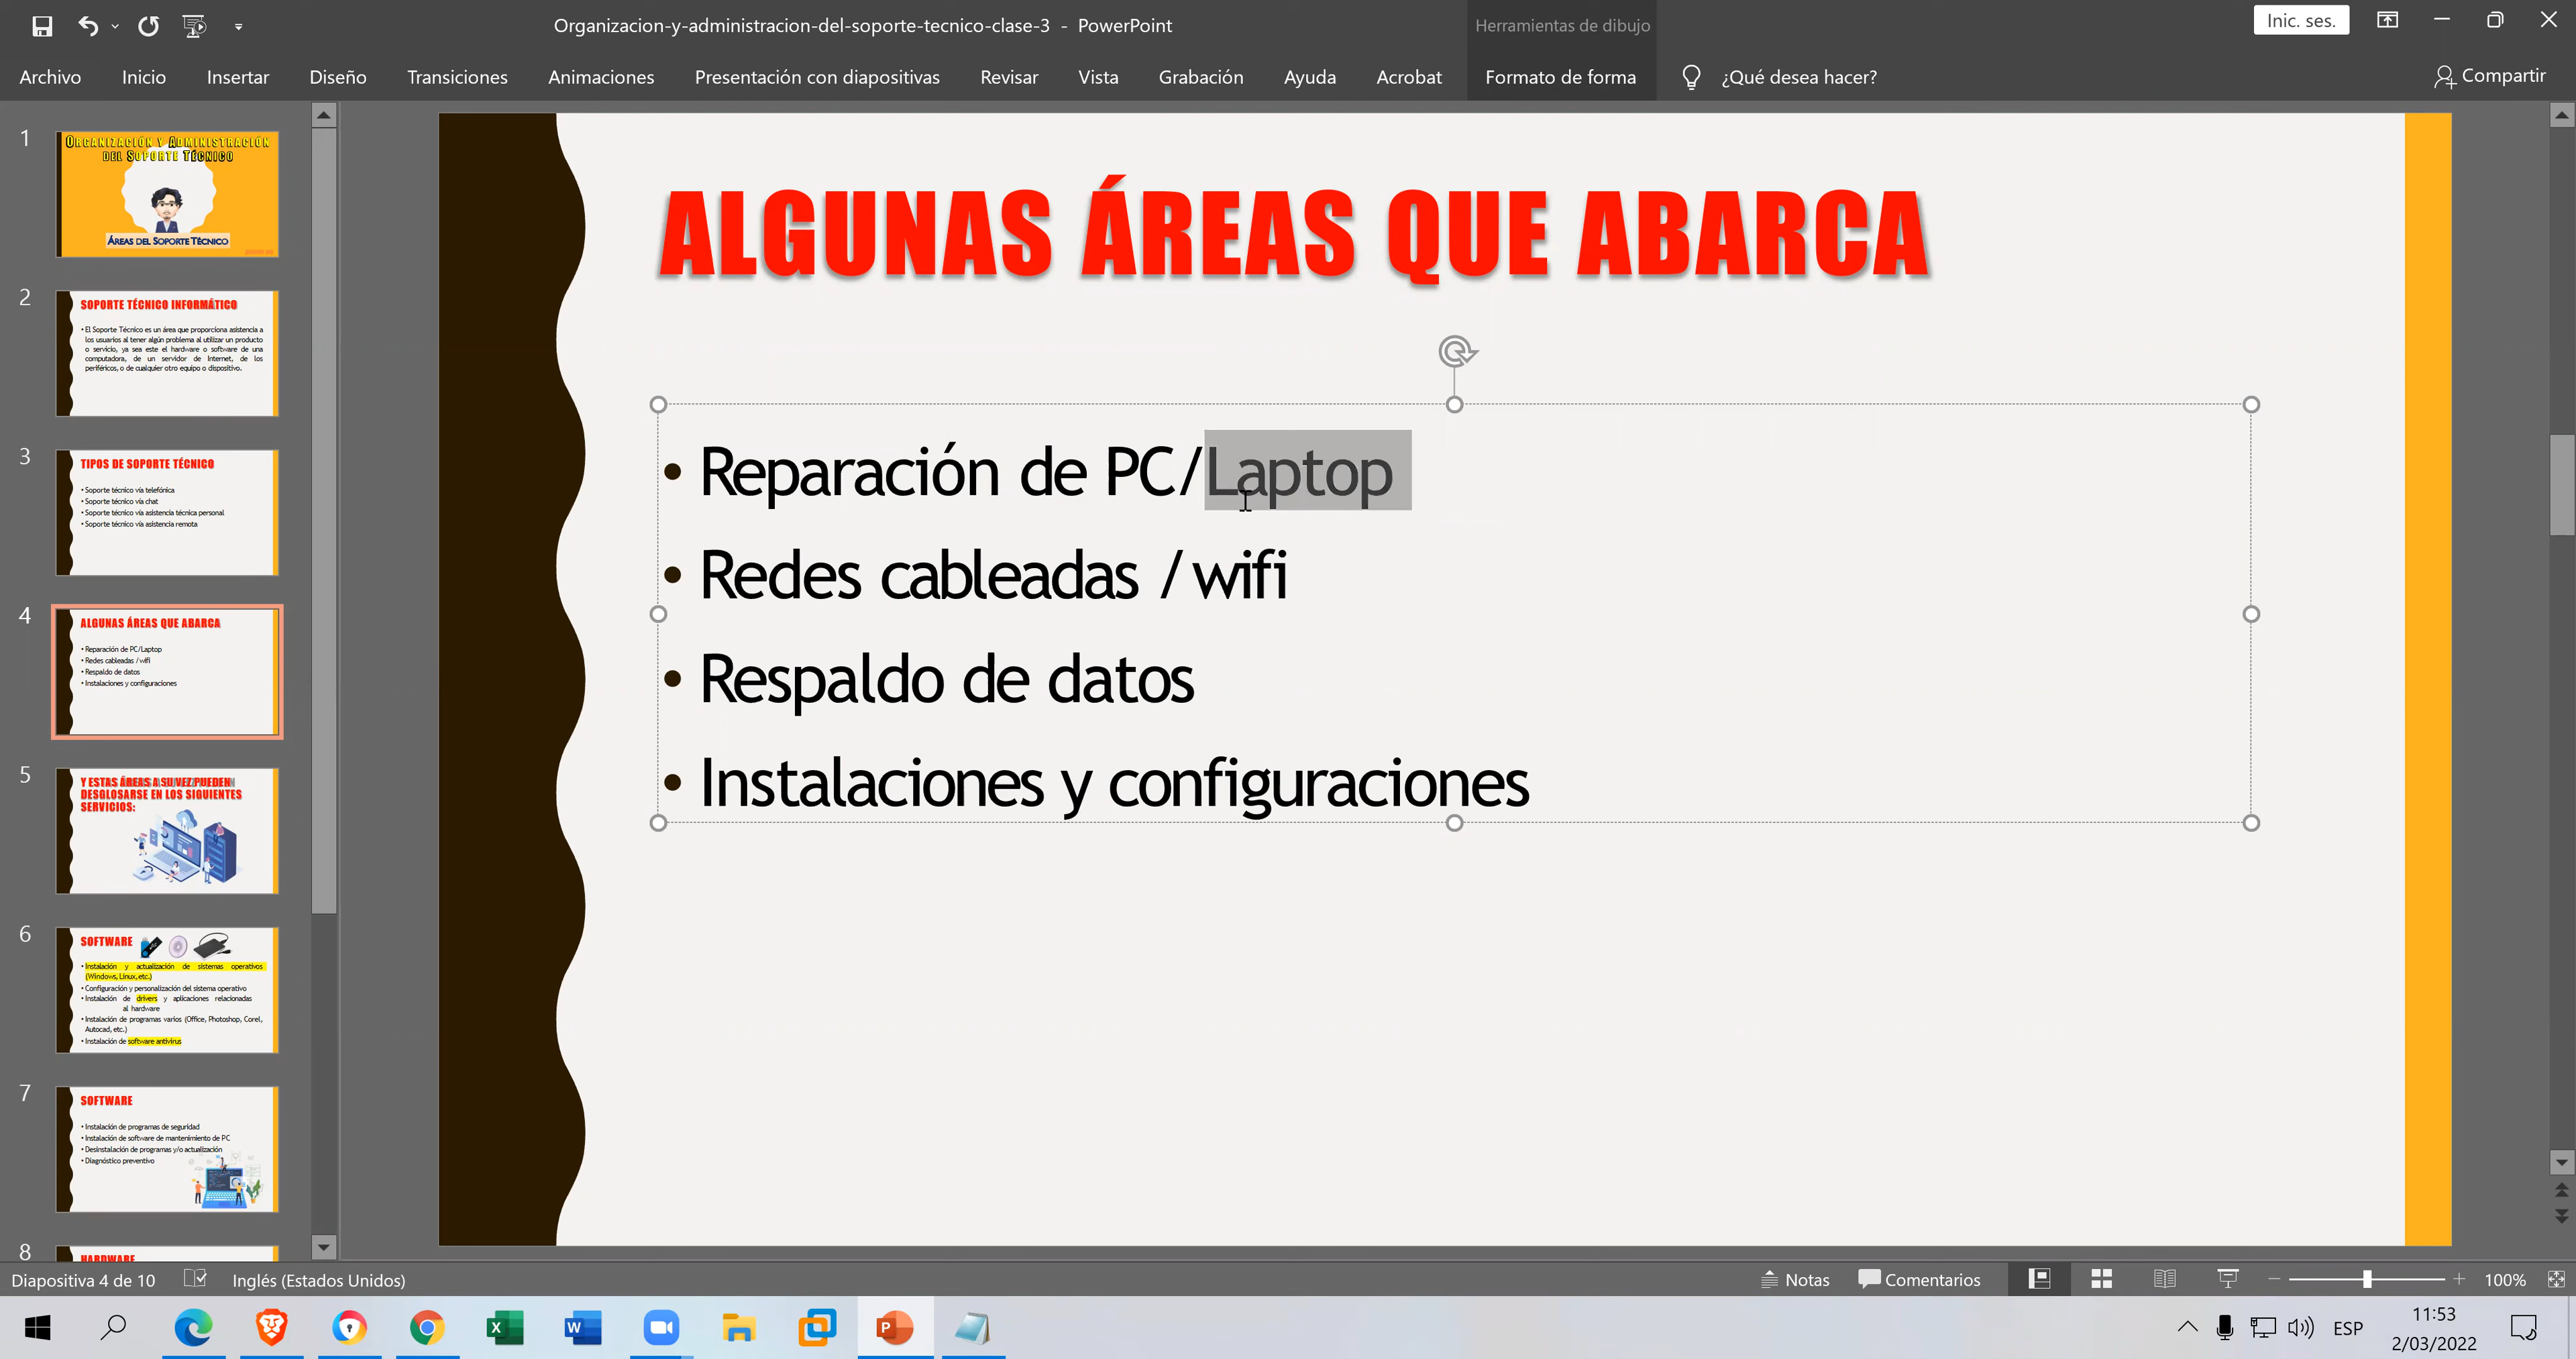 Organizacion-y-administracion-del-soporte-tecnico-clase-3 - PowerPoint
Herramientas de dibujo
Inic. ses.
Archivo Inicio Insertar Diseño Transiciones Animaciones Presentación con diapositivas Revisar Vista Grabación Ayuda Acrobat Formato de forma ¿Qué desea hacer? Compartir
1
ORGANIZACIÓN Y ADMINISTRACIÓN
DEL SOPORTE TÉCNICO
ÁREAS DEL SOPORTE TÉCNICO
2
SOPORTE TÉCNICO INFORMÁTICO
• El Soporte Técnico es un área que proporciona asistencia a
los usuarios al tener algún problema al utilizar un producto
o servicio, ya sea este el hardware o software de una
computadora, de un servidor de Internet, de los
periféricos, o de cualquier otro equipo o dispositivo.
3
TIPOS DE SOPORTE TÉCNICO
• Soporte técnico vía telefónica
• Soporte técnico vía chat
• Soporte técnico vía asistencia técnica personal
• Soporte técnico vía asistencia remota
4
ALGUNAS ÁREAS QUE ABARCA
• Reparación de PC/Laptop
• Redes cableadas /wifi
• Respaldo de datos
• Instalaciones y configuraciones
5
Y ESTAS ÁREAS A SU VEZ PUEDEN
DESGLOSARSE EN LOS SIGUIENTES
SERVICIOS:
6
SOFTWARE
• Instalación y actualización de sistemas operativos
(Windows, Linux, etc.)
• Configuración y personalización del sistema operativo
• Instalación de drivers y aplicaciones relacionadas
al hardware
• Instalación de programas varios (Office, Photoshop, Corel,
Autocad, etc.)
• Instalación de software antivirus
7
SOFTWARE
• Instalación de programas de seguridad
• Instalación de software de mantenimiento de PC
• Desinstalación de programas y/o actualización
• Diagnóstico preventivo
8
HARDWARE
ALGUNAS ÁREAS QUE ABARCA
• Reparación de PC/Laptop
• Redes cableadas /wifi
• Respaldo de datos
• Instalaciones y configuraciones
Diapositiva 4 de 10 Inglés (Estados Unidos) Notas Comentarios 100%
ESP
11:53
2/03/2022